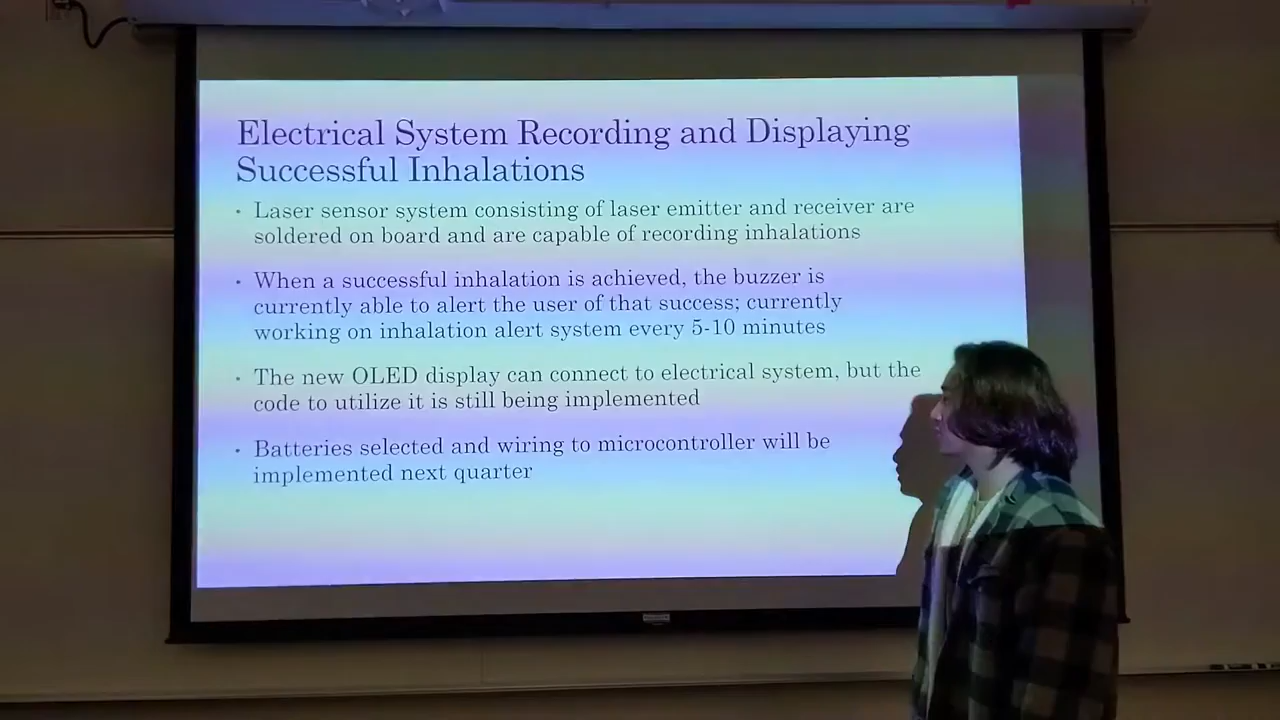 Electrical System Recording and Displaying
Successful Inhalations
• Laser sensor system consisting of laser emitter and receiver are
soldered on board and are capable of recording inhalations
• When a successful inhalation is achieved, the buzzer is
currently able to alert the user of that success; currently
working on inhalation alert system every 5-10 minutes
• The new OLED display can connect to electrical system, but the
code to utilize it is still being implemented
• Batteries selected and wiring to microcontroller will be
implemented next quarter